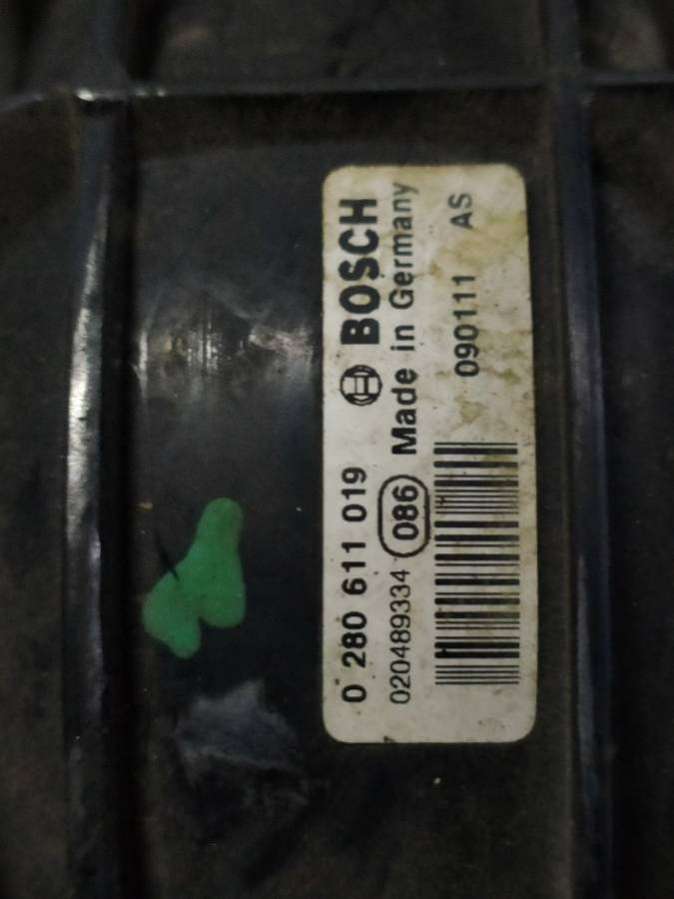 0 280 611 019 BOSCH
020489334 086 Made in Germany
090111 AS